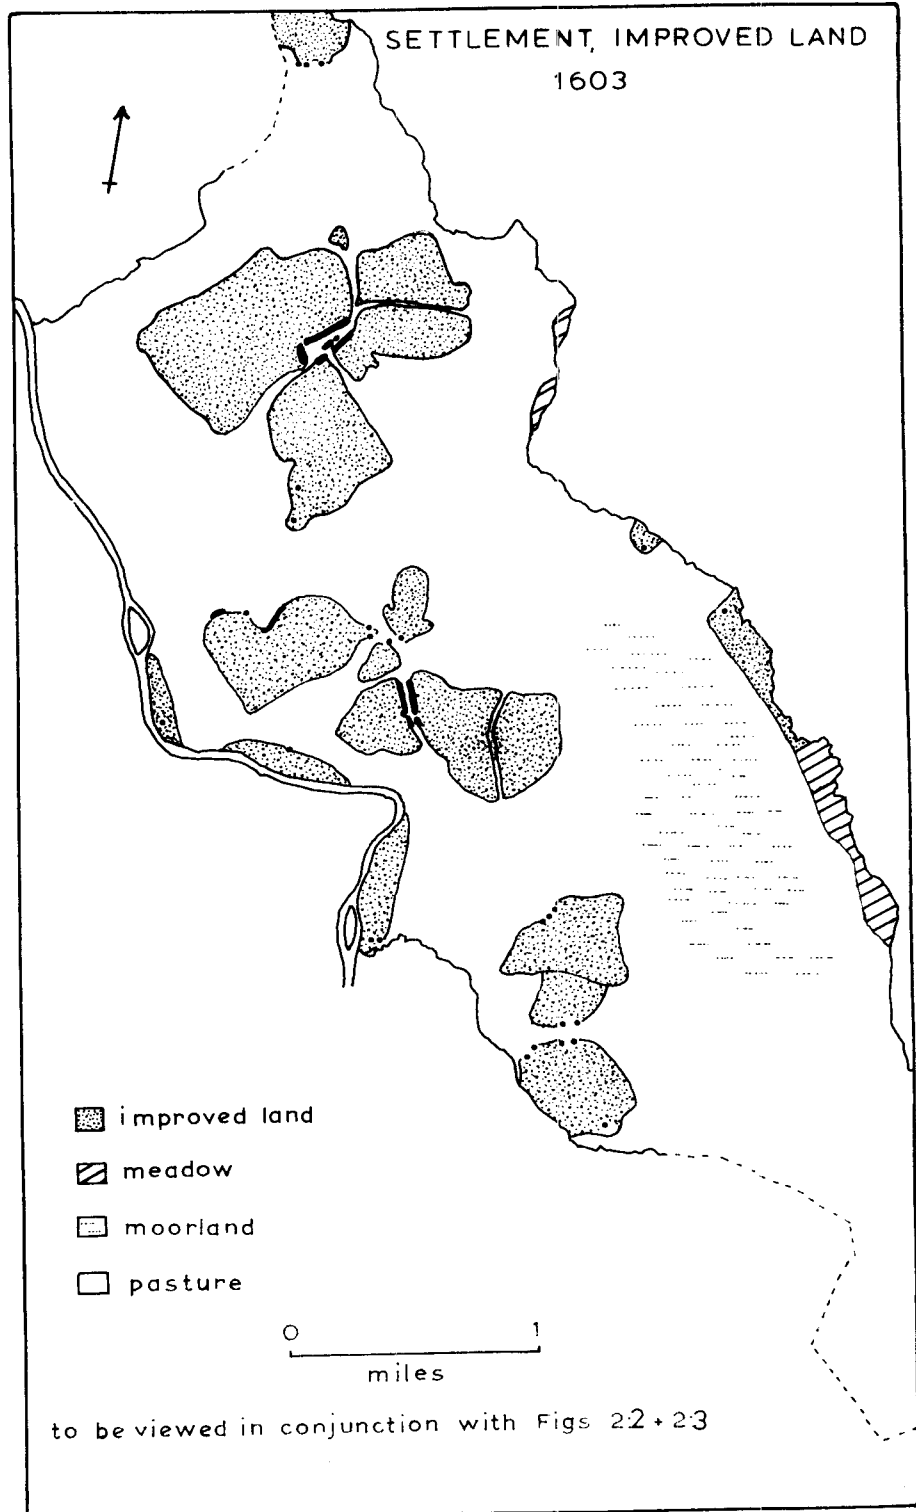 SETTLEMENT, IMPROVED LAND
1603
improved land
meadow
moorland
pasture
0 1
miles
to be viewed in conjunction with Figs 2:2 + 2:3